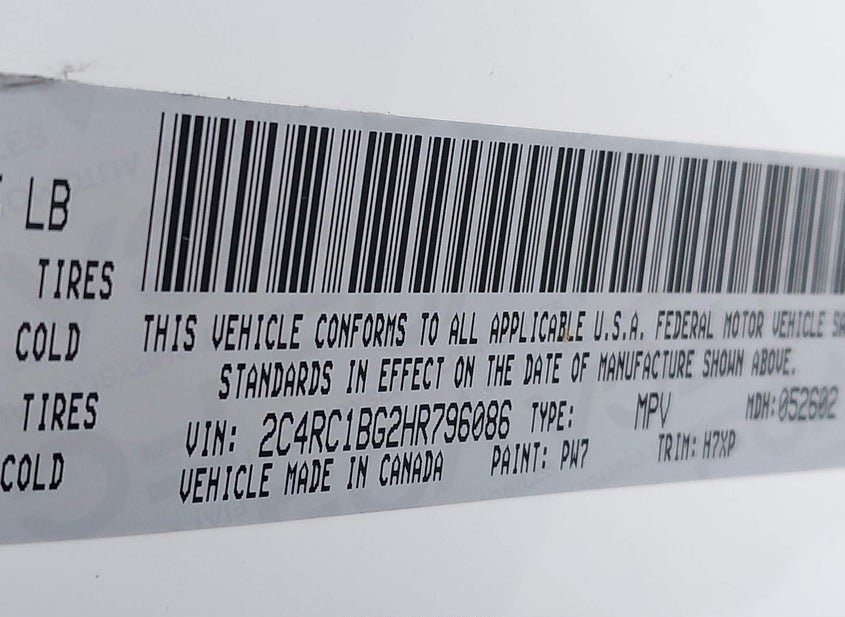 LB
TIRES
COLD
TIRES
COLD
THIS VEHICLE CONFORMS TO ALL APPLICABLE U.S.A. FEDERAL MOTOR VEHICLE SA
STANDARDS IN EFFECT ON THE DATE OF MANUFACTURE SHOWN ABOVE.
VIN: 2C4RC1BG2HR796086 TYPE: MPV MDH:052602
VEHICLE MADE IN CANADA PAINT: PW7 TRIM: H7XP